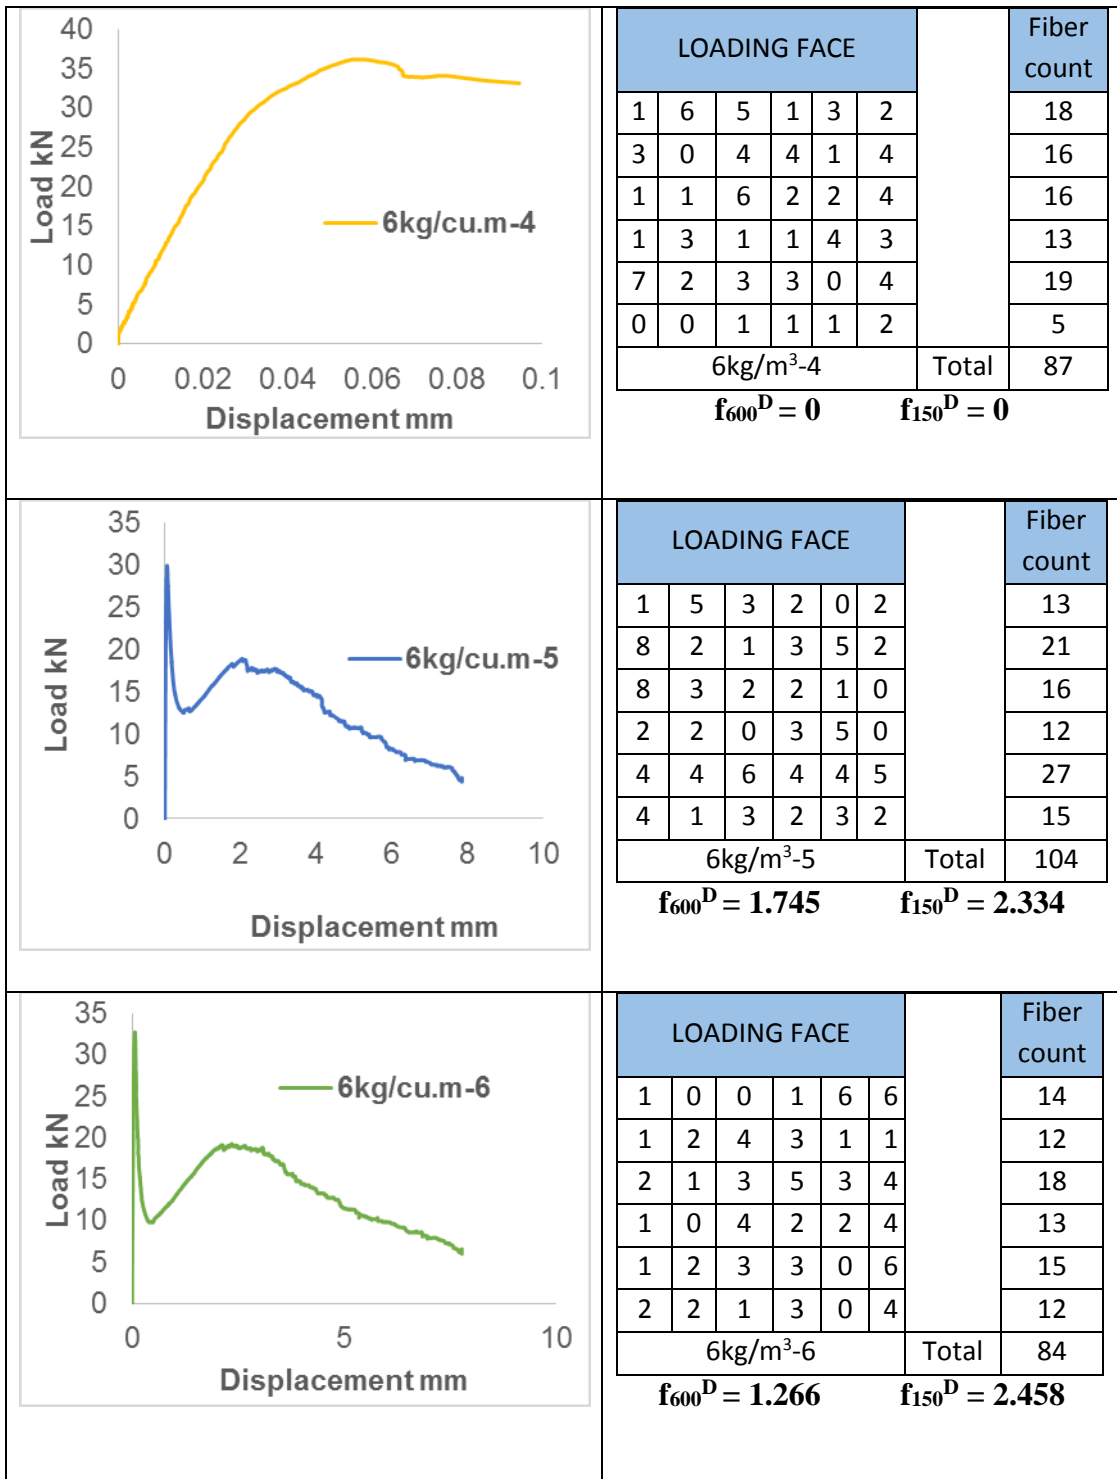 40
35
30
25
20
15
10
5
0
Load kN
6kg/cu.m-4
0 0.02 0.04 0.06 0.08 0.1
Displacement mm
LOADING FACE Fiber count
1 6 5 1 3 2 18
3 0 4 4 1 4 16
1 1 6 2 2 4 16
1 3 1 1 4 3 13
7 2 3 3 0 4 19
0 0 1 1 1 2 5
6kg/m³-4 Total 87
f₆₀₀ᴰ = 0 f₁₅₀ᴰ = 0
35
30
25
20
15
10
5
0
Load kN
6kg/cu.m-5
0 2 4 6 8 10
Displacement mm
LOADING FACE Fiber count
1 5 3 2 0 2 13
8 2 1 3 5 2 21
8 3 2 2 1 0 16
2 2 0 3 5 0 12
4 4 6 4 4 5 27
4 1 3 2 3 2 15
6kg/m³-5 Total 104
f₆₀₀ᴰ = 1.745 f₁₅₀ᴰ = 2.334
35
30
25
20
15
10
5
0
Load kN
6kg/cu.m-6
0 5 10
Displacement mm
LOADING FACE Fiber count
1 0 0 1 6 6 14
1 2 4 3 1 1 12
2 1 3 5 3 4 18
1 0 4 2 2 4 13
1 2 3 3 0 6 15
2 2 1 3 0 4 12
6kg/m³-6 Total 84
f₆₀₀ᴰ = 1.266 f₁₅₀ᴰ = 2.458